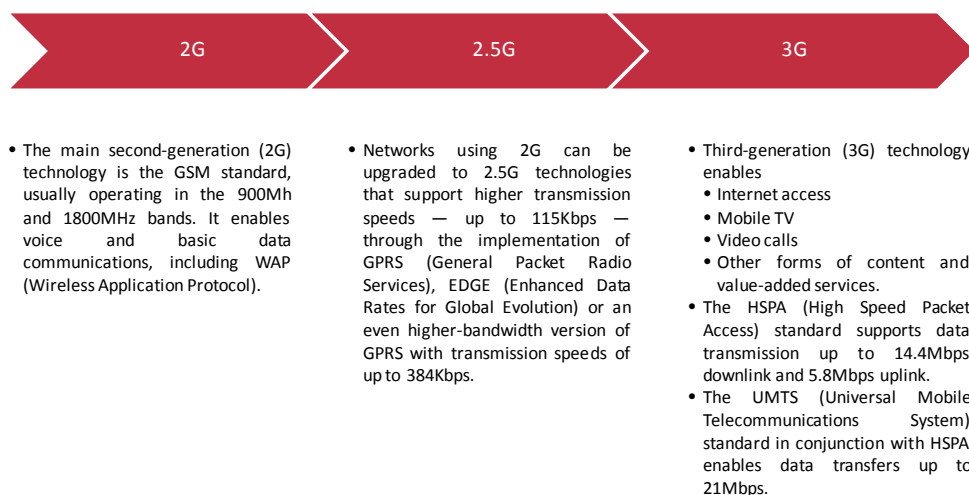 2G
2.5G
3G
• The main second-generation (2G)
technology is the GSM standard,
usually operating in the 900Mh
and 1800MHz bands. It enables
voice and basic data
communications, including WAP
(Wireless Application Protocol).
• Networks using 2G can be
upgraded to 2.5G technologies
that support higher transmission
speeds — up to 115Kbps —
through the implementation of
GPRS (General Packet Radio
Services), EDGE (Enhanced Data
Rates for Global Evolution) or an
even higher-bandwidth version of
GPRS with transmission speeds of
up to 384Kbps.
• Third-generation (3G) technology
enables
• Internet access
• Mobile TV
• Video calls
• Other forms of content and
value-added services.
• The HSPA (High Speed Packet
Access) standard supports data
transmission up to 14.4Mbps
downlink and 5.8Mbps uplink.
• The UMTS (Universal Mobile
Telecommunications System)
standard in conjunction with HSPA
enables data transfers up to
21Mbps.